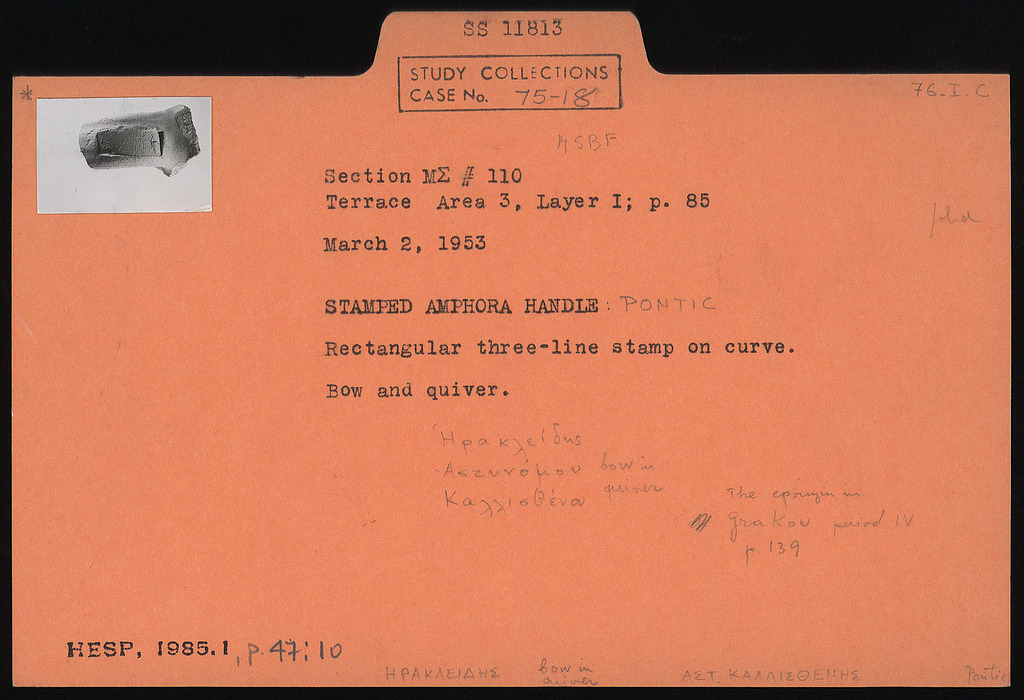 SS 11813
STUDY COLLECTIONS
CASE No. 75-18
*
76-I.C
MSBF
Section ΜΣ # 110
Terrace Area 3, Layer I; p. 85
March 2, 1953
STAMPED AMPHORA HANDLE: PONTIC
Rectangular three-line stamp on curve.
Bow and quiver.
Ἡρακλείδης
Ἀστυνόμου bow in
Καλλισθένα quiver
The eponym in
Grakov period IV
p. 139
HESP, 1985.1, p. 47:10
ΗΡΑΚΛΕΙΔΗΣ bow in quiver ΑΣΤ. ΚΑΛΛΙΣΘΕΝΗΣ Pontic